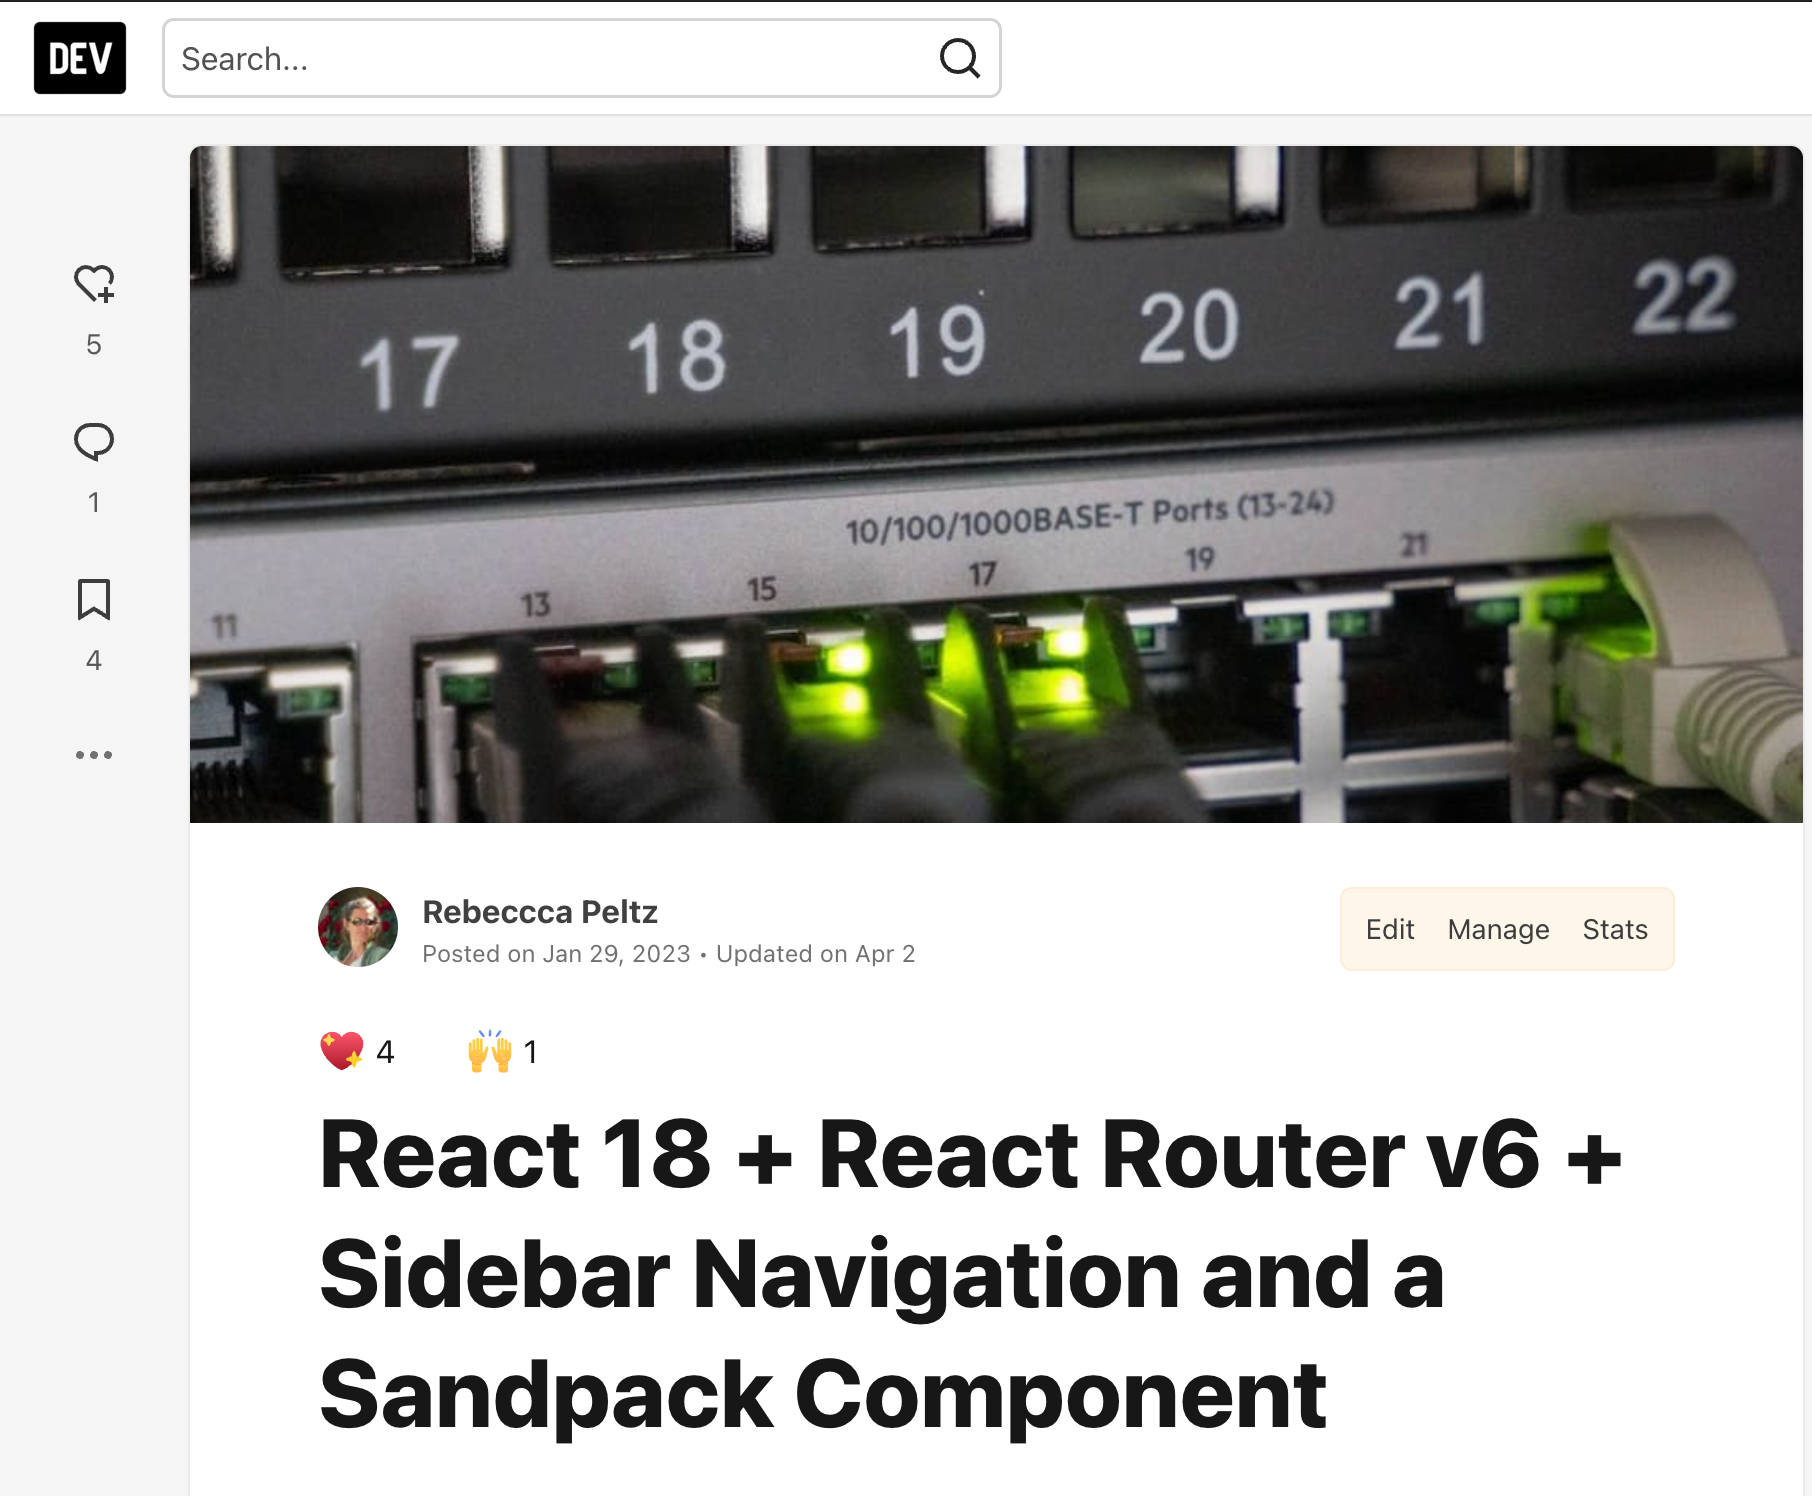 DEV
Search...
17 18 19 20 21 22
10/100/1000BASE-T Ports (13-24)
11 13 15 17 19 21
5
1
4
Rebeccca Peltz
Posted on Jan 29, 2023 • Updated on Apr 2
Edit Manage Stats
4 1
React 18 + React Router v6 +
Sidebar Navigation and a
Sandpack Component